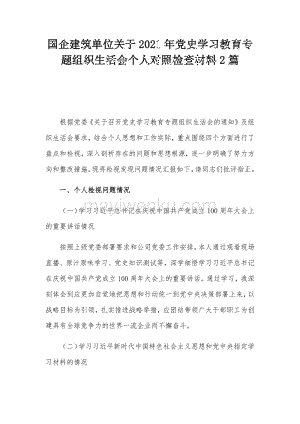 国企建筑单位关于 202 年党史学习教育专
题组织生活会个人对照检查材料 2 篇
根据党委《关于召开党史学习教育专题组织生活会的通知》及组
织生活会要求，结合个人思想和工作实际，重点围绕四个方面进行了
盘点和检视，深入剖析存在的问题和思想根源，进一步明确了努力方
向和整改措施。现将检视发现问题情况汇报如下，请同志们批评指正。
一、个人检视问题情况
（一）学习习近平总书记在庆祝中国共产党成立 100 周年大会上
的重要讲话情况
按照上级党委部署要求和公司党委工作安排，本人通过观看现场
直播、原汁原味学习、党史知识测试等，深学细悟学习习近平总书记
在庆祝中国共产党成立 100 周年大会上的重要讲话。通过学习，我深
刻体会到应更加自觉地把思想和行动统一到党中央决策部署上来，以
战略目标为引领，扎实推进战略举措，应团结带领广大干部职工为创
建具有全球竞争力的世界一流企业而不懈奋斗。
（二）学习习近平新时代中国特色社会主义思想和党中央指定学
习材料的情况